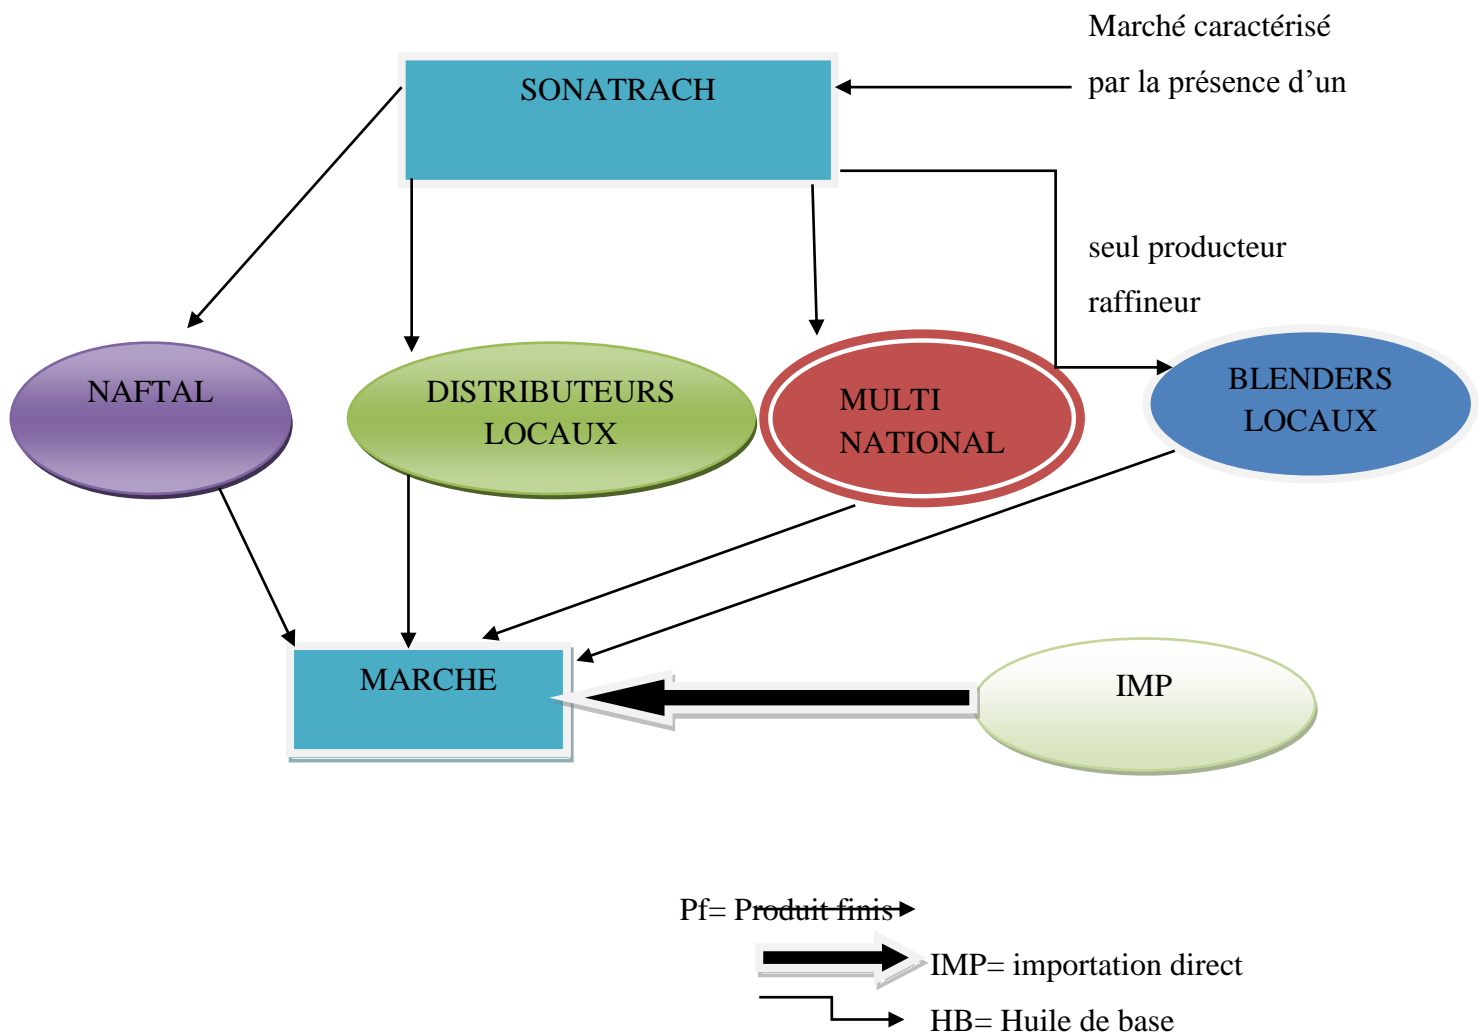 Marché caractérisé
par la présence d’un
SONATRACH
seul producteur
raffineur
NAFTAL
DISTRIBUTEURS
LOCAUX
MULTI
NATIONAL
BLENDERS
LOCAUX
MARCHE
IMP
Pf= Produit finis
IMP= importation direct
HB= Huile de base